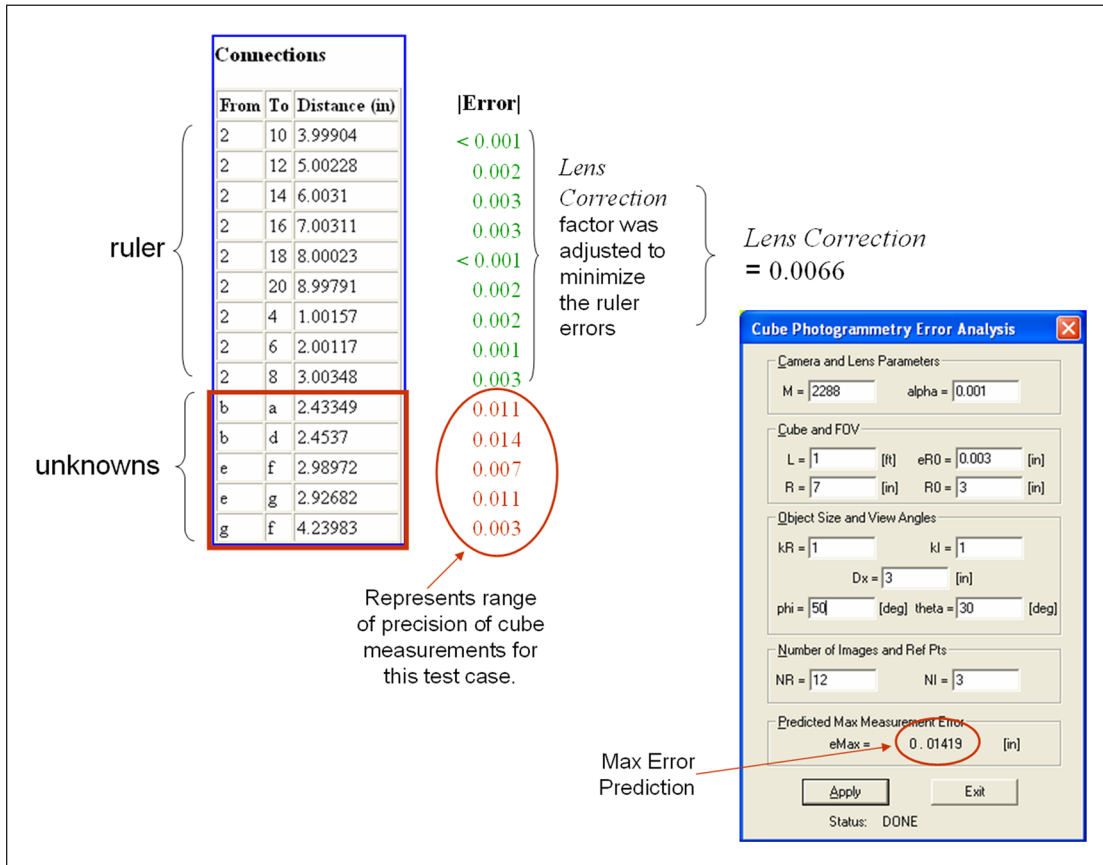 Connections
From To Distance (in)
|Error|
ruler
2 10 3.99904 < 0.001
2 12 5.00228 0.002
2 14 6.0031 0.003
2 16 7.00311 0.003
2 18 8.00023 < 0.001
2 20 8.99791 0.002
2 4 1.00157 0.002
2 6 2.00117 0.001
2 8 3.00348 0.003
unknowns
b a 2.43349 0.011
b d 2.4537 0.014
e f 2.98972 0.007
e g 2.92682 0.011
g f 4.23983 0.003
Lens
Correction
factor was
adjusted to
minimize
the ruler
errors
Lens Correction
= 0.0066
Represents range
of precision of cube
measurements for
this test case.
Max Error
Prediction
Cube Photogrammetry Error Analysis
Camera and Lens Parameters
M = 2288 alpha = 0.001
Cube and FOV
L = 1 [ft] eR0 = 0.003 [in]
R = 7 [in] R0 = 3 [in]
Object Size and View Angles
kR = 1 kI = 1
Dx = 3 [in]
phi = 50 [deg] theta = 30 [deg]
Number of Images and Ref Pts
NR = 12 NI = 3
Predicted Max Measurement Error
eMax = 0.01419 [in]
Apply Exit
Status: DONE